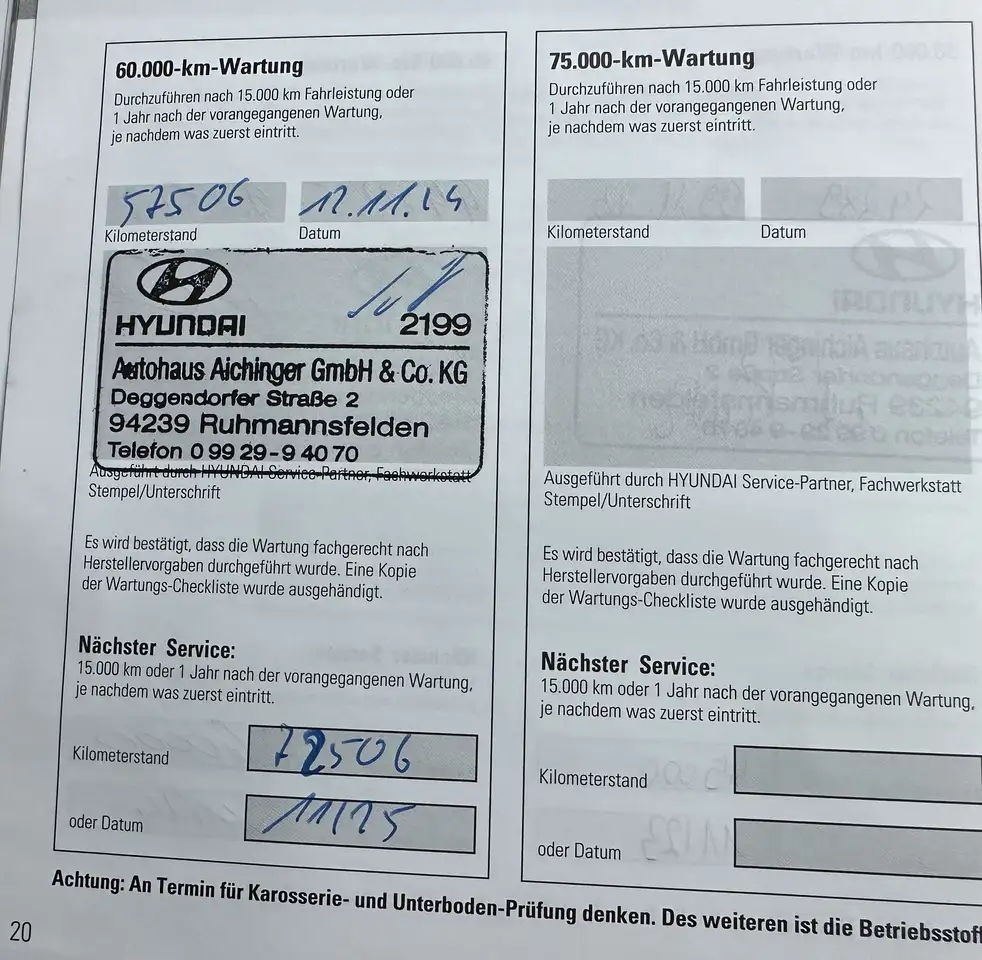 60.000-km-Wartung
Durchzuführen nach 15.000 km Fahrleistung oder
1 Jahr nach der vorangegangenen Wartung,
je nachdem was zuerst eintritt.
57506 12.11.24
Kilometerstand Datum
HYUNDAI 2199
Autohaus Aichinger GmbH & Co. KG
Deggendorfer Straße 2
94239 Ruhmannsfelden
Telefon 0 99 29 - 9 40 70
Ausgeführt durch HYUNDAI Service-Partner, Fachwerkstatt
Stempel/Unterschrift
Es wird bestätigt, dass die Wartung fachgerecht nach
Herstellervorgaben durchgeführt wurde. Eine Kopie
der Wartungs-Checkliste wurde ausgehändigt.
Nächster Service:
15.000 km oder 1 Jahr nach der vorangegangenen Wartung,
je nachdem was zuerst eintritt.
Kilometerstand 72506
oder Datum 11/25
75.000-km-Wartung
Durchzuführen nach 15.000 km Fahrleistung oder
1 Jahr nach der vorangegangenen Wartung,
je nachdem was zuerst eintritt.
Kilometerstand Datum
Ausgeführt durch HYUNDAI Service-Partner, Fachwerkstatt
Stempel/Unterschrift
Es wird bestätigt, dass die Wartung fachgerecht nach
Herstellervorgaben durchgeführt wurde. Eine Kopie
der Wartungs-Checkliste wurde ausgehändigt.
Nächster Service:
15.000 km oder 1 Jahr nach der vorangegangenen Wartung,
je nachdem was zuerst eintritt.
Kilometerstand
oder Datum
Achtung: An Termin für Karosserie- und Unterboden-Prüfung denken. Des weiteren ist die Betriebsstoff
20